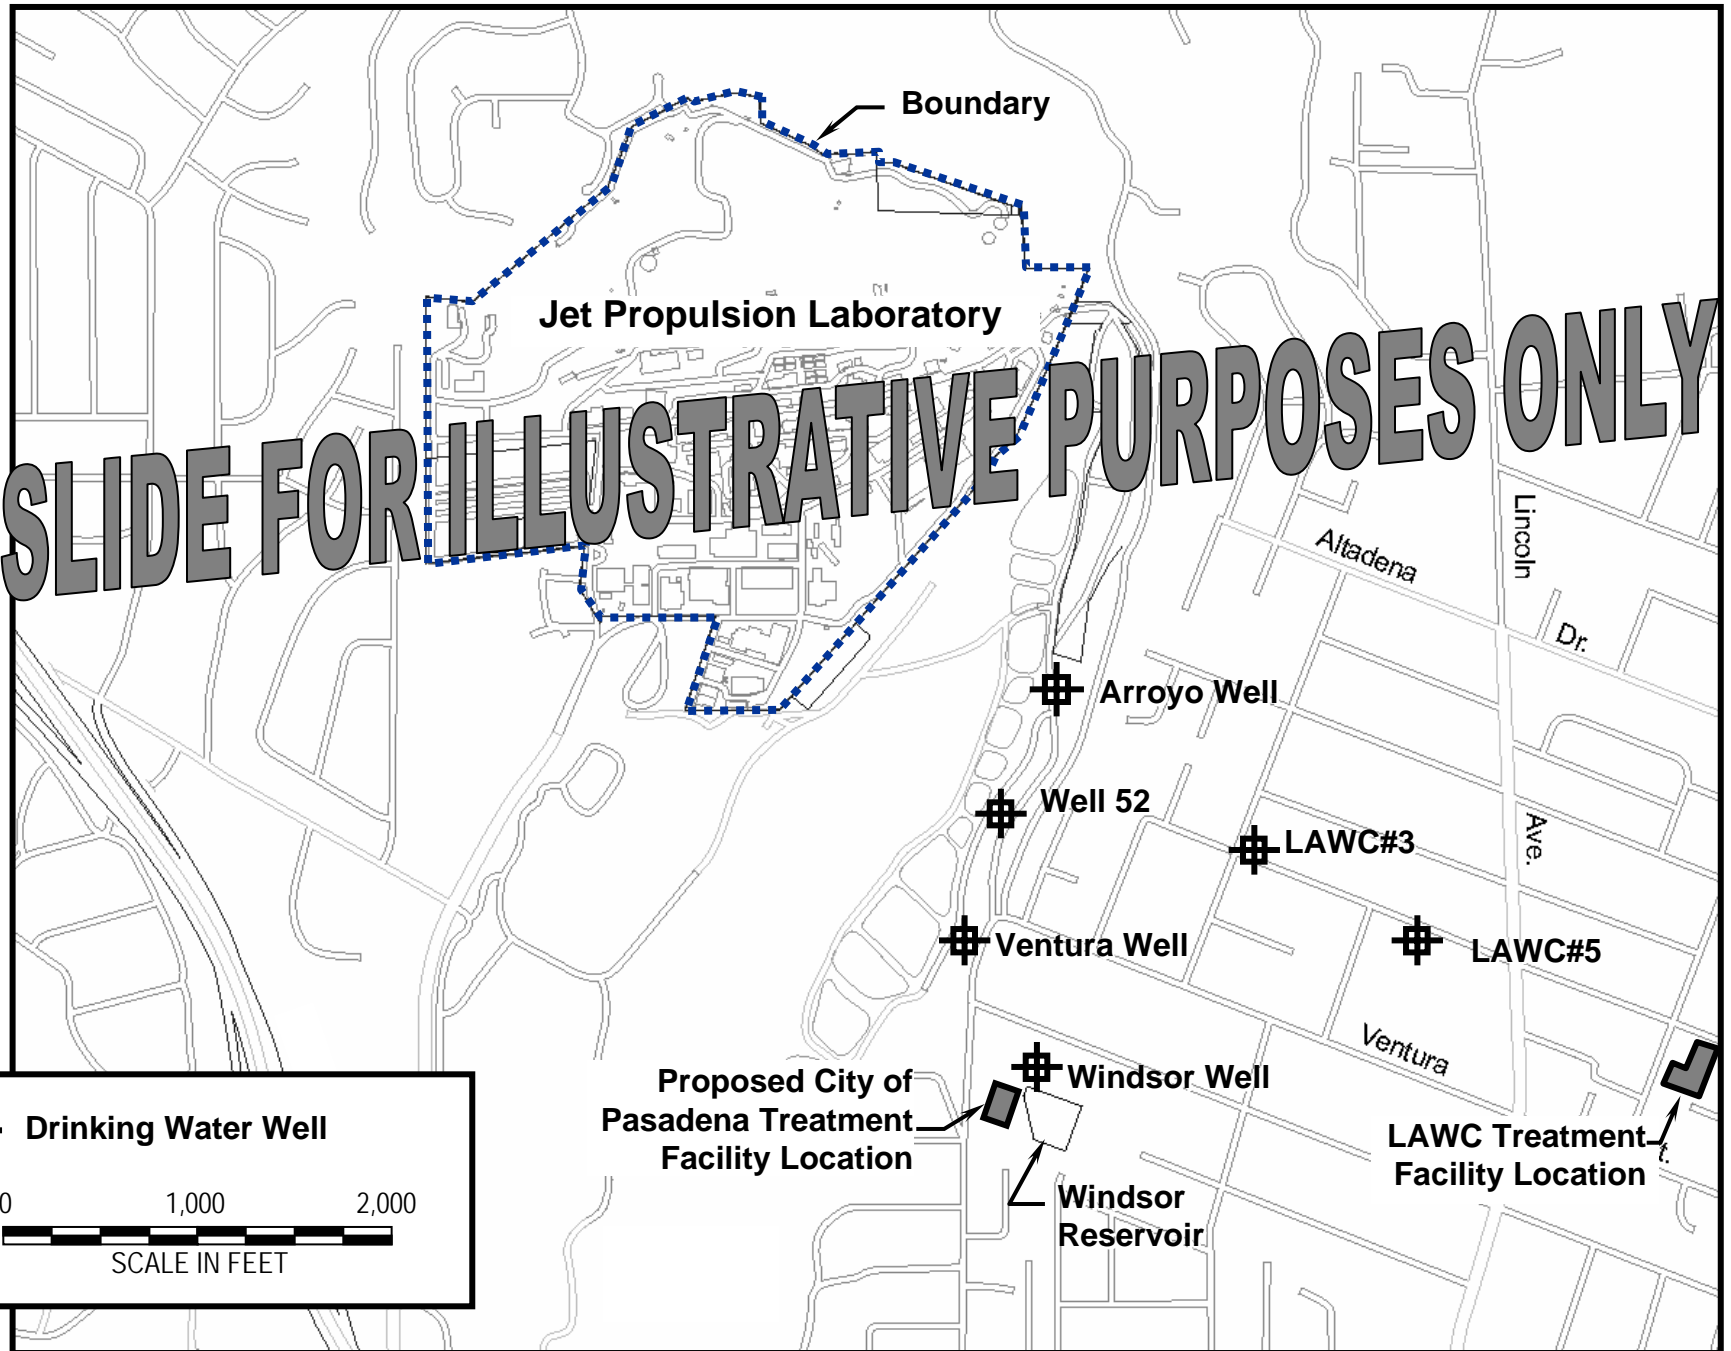 Boundary
Jet Propulsion Laboratory
SLIDE FOR ILLUSTRATIVE PURPOSES ONLY
Lincoln
Altadena
Dr.
Arroyo Well
Well 52
Ave.
LAWC#3
Ventura Well
LAWC#5
Ventura
Windsor Well
Proposed City of
Pasadena Treatment
Facility Location
LAWC Treatment
Facility Location
t.
Windsor
Reservoir
Drinking Water Well
0 1,000 2,000
SCALE IN FEET